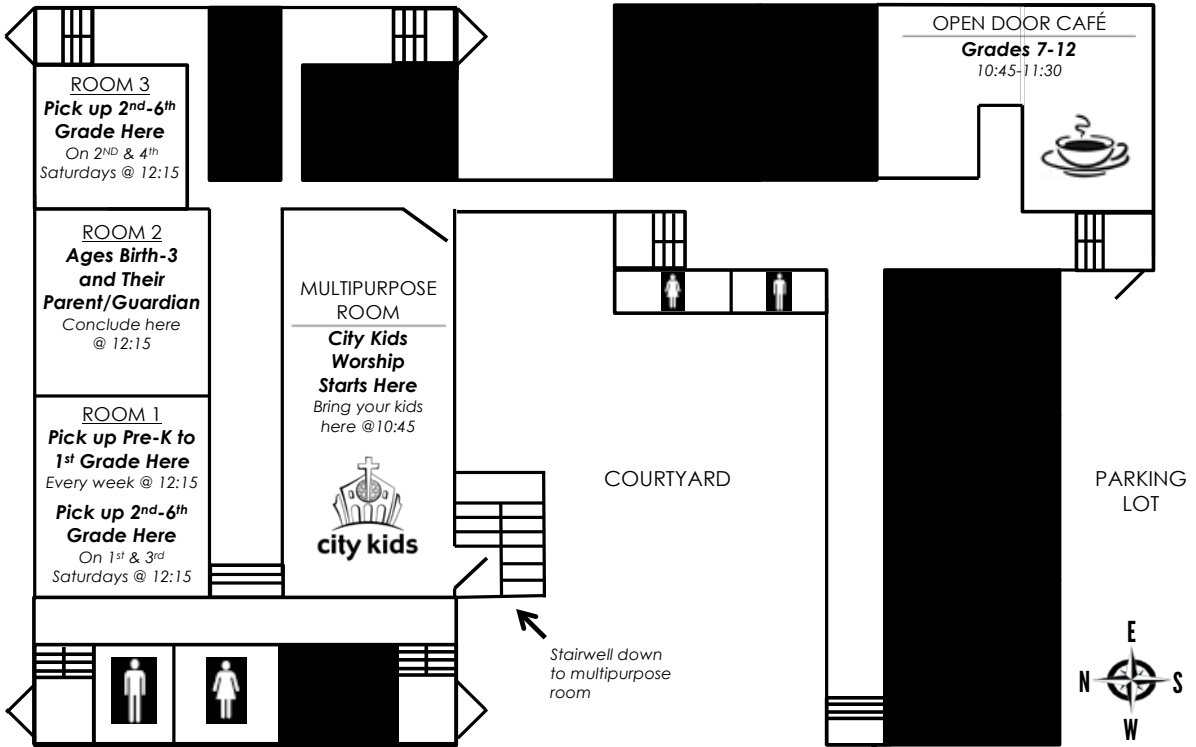 OPEN DOOR CAFÉ
Grades 7-12
10:45-11:30
ROOM 3
Pick up 2nd-6th
Grade Here
On 2ND & 4th
Saturdays @ 12:15
ROOM 2
Ages Birth-3
and Their
Parent/Guardian
Conclude here
@ 12:15
MULTIPURPOSE
ROOM
City Kids
Worship
Starts Here
Bring your kids
here @10:45
city kids
ROOM 1
Pick up Pre-K to
1st Grade Here
Every week @ 12:15
Pick up 2nd-6th
Grade Here
On 1st & 3rd
Saturdays @ 12:15
COURTYARD
PARKING
LOT
Stairwell down
to multipurpose
room
E
N
S
W